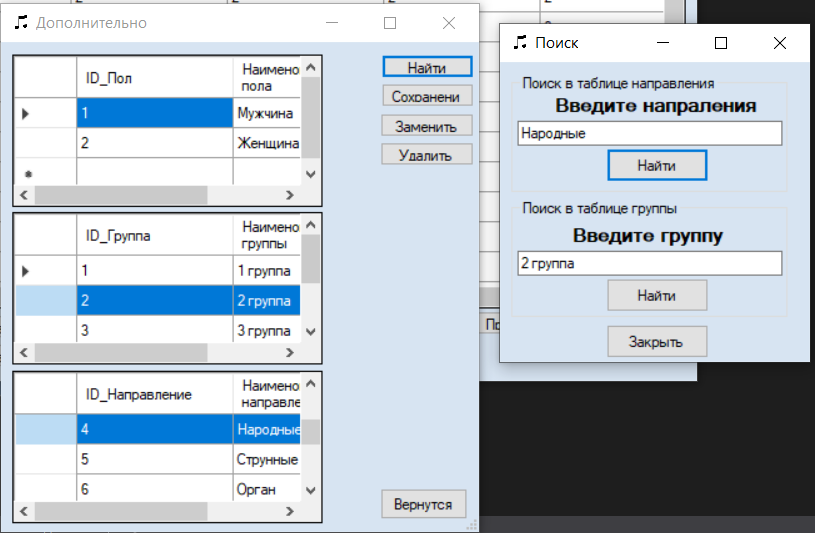 Дополнительно
ID_Пол
Наимено
пола
1
Мужчина
2
Женщина
ID_Группа
Наимено
группы
1
1 группа
2
2 группа
3
3 группа
ID_Направление
Наимено
направле
4
Народные
5
Струнные
6
Орган
Найти
Сохранени
Заменить
Удалить
Вернутся
Поиск
Поиск в таблице направления
Введите напраления
Народные
Найти
Поиск в таблице группы
Введите группу
2 группа
Найти
Закрыть